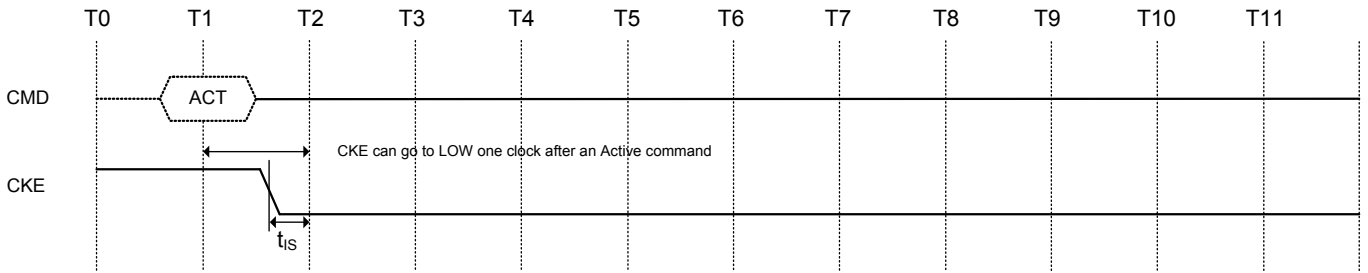 T0 T1 T2 T3 T4 T5 T6 T7 T8 T9 T10 T11
CMD ACT
CKE can go to LOW one clock after an Active command
CKE
tIS